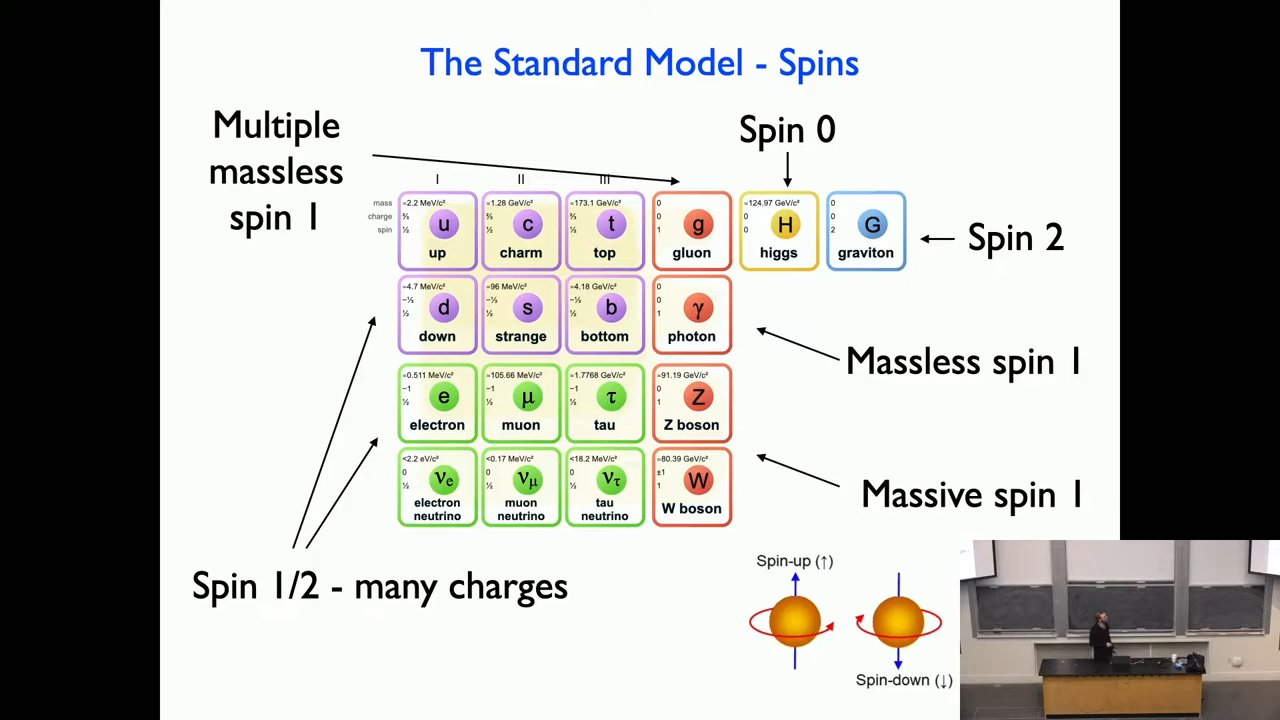 The Standard Model - Spins
Multiple
massless
spin 1
Spin 0
I II III
mass
charge
spin
≈2.2 MeV/c²
⅔
½
u
up
≈1.28 GeV/c²
⅔
½
c
charm
≈173.1 GeV/c²
⅔
½
t
top
0
0
1
g
gluon
≈124.97 GeV/c²
0
0
H
higgs
0
0
2
G
graviton
Spin 2
≈4.7 MeV/c²
−⅓
½
d
down
≈96 MeV/c²
−⅓
½
s
strange
≈4.18 GeV/c²
−⅓
½
b
bottom
0
0
1
γ
photon
Massless spin 1
≈0.511 MeV/c²
−1
½
e
electron
≈105.66 MeV/c²
−1
½
μ
muon
≈1.7768 GeV/c²
−1
½
τ
tau
≈91.19 GeV/c²
0
1
Z
Z boson
<2.2 eV/c²
0
½
νe
electron
neutrino
<0.17 MeV/c²
0
½
νμ
muon
neutrino
<18.2 MeV/c²
0
½
ντ
tau
neutrino
≈80.39 GeV/c²
±1
1
W
W boson
Massive spin 1
Spin 1/2 - many charges
Spin-up (↑)
Spin-down (↓)